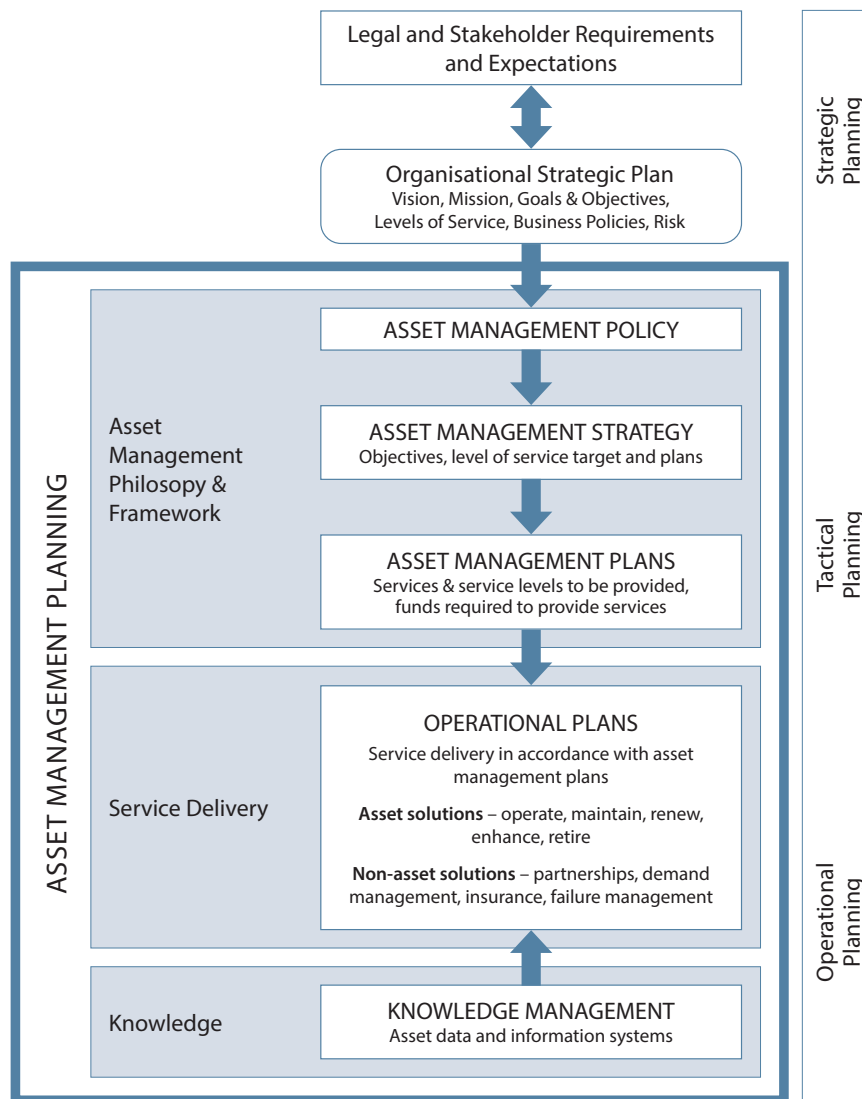 Legal and Stakeholder Requirements
and Expectations
Organisational Strategic Plan
Vision, Mission, Goals & Objectives,
Levels of Service, Business Policies, Risk
Strategic
Planning
ASSET MANAGEMENT PLANNING
Asset
Management
Philosopy &
Framework
ASSET MANAGEMENT POLICY
ASSET MANAGEMENT STRATEGY
Objectives, level of service target and plans
ASSET MANAGEMENT PLANS
Services & service levels to be provided,
funds required to provide services
Tactical
Planning
Service Delivery
OPERATIONAL PLANS
Service delivery in accordance with asset
management plans
Asset solutions – operate, maintain, renew,
enhance, retire
Non-asset solutions – partnerships, demand
management, insurance, failure management
Operational
Planning
Knowledge
KNOWLEDGE MANAGEMENT
Asset data and information systems